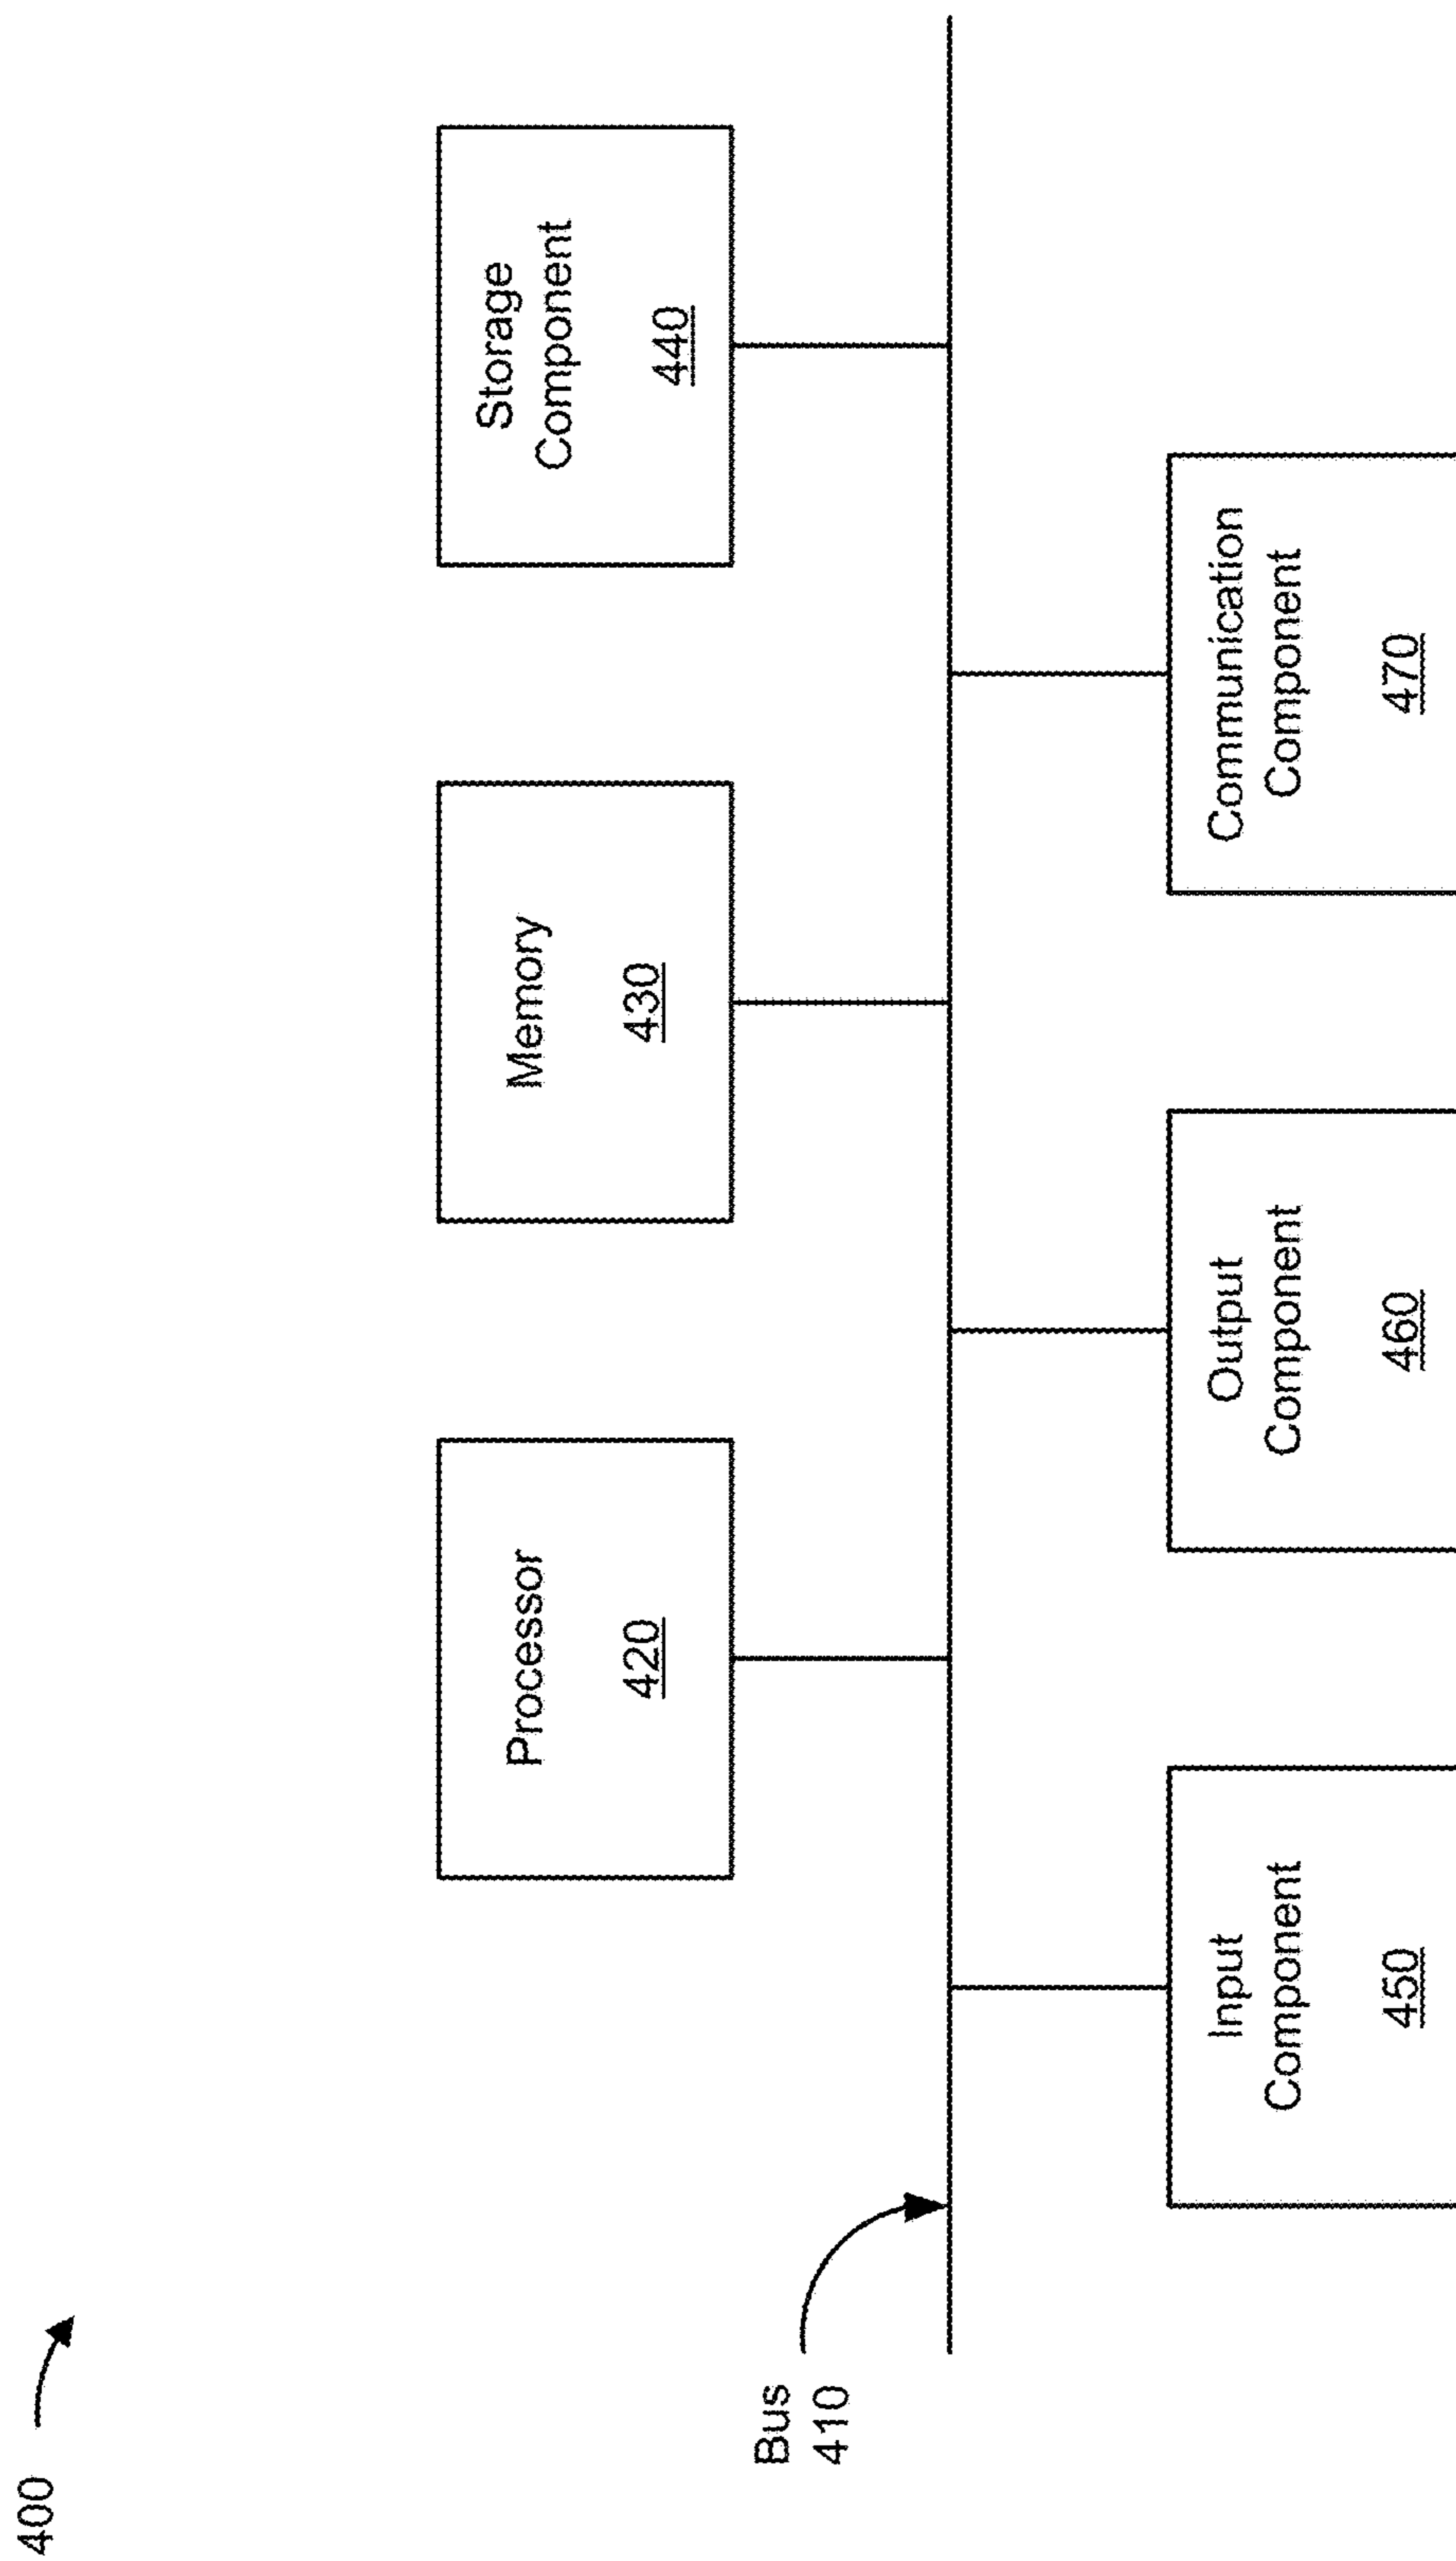 400
Processor
420
Memory
430
Storage
Component
440
Bus
410
Input
Component
450
Output
Component
460
Communication
Component
470